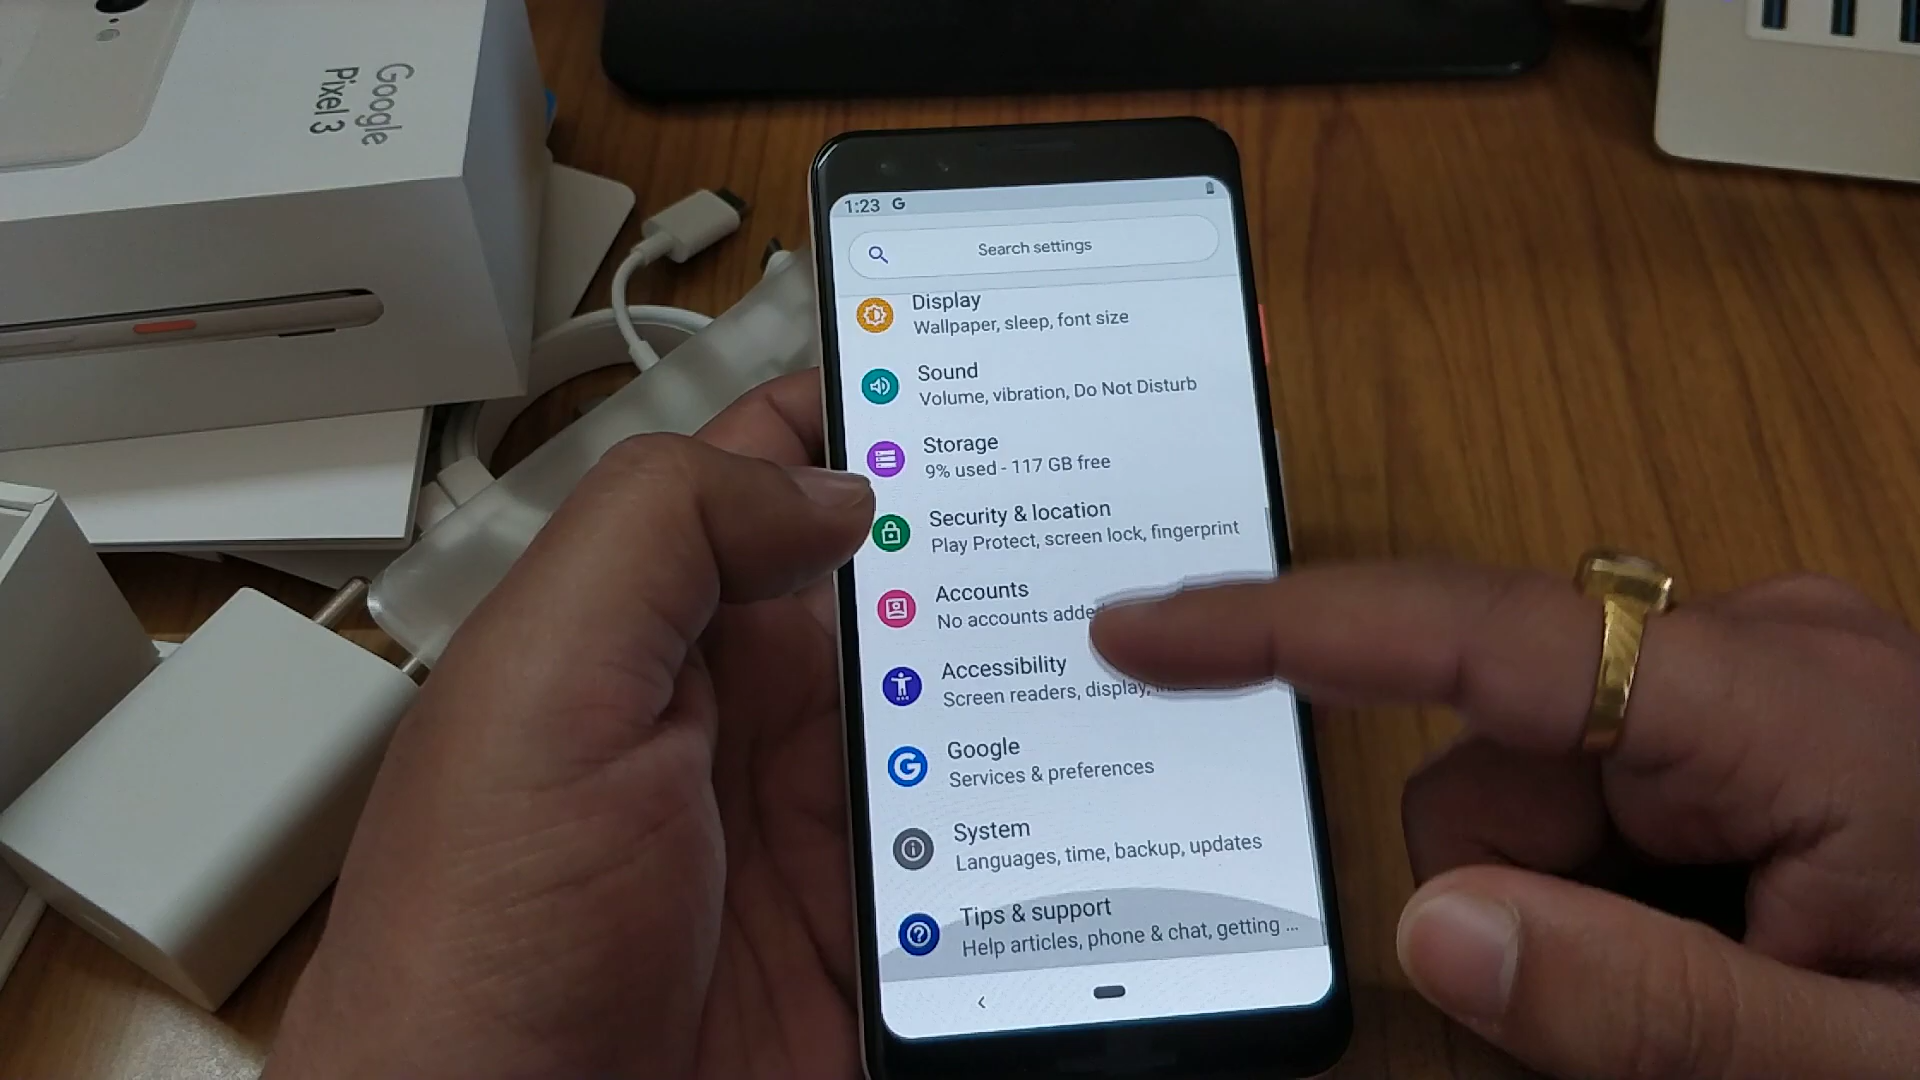 Google
Pixel 3
1:23 G
Search settings
Display
Wallpaper, sleep, font size
Sound
Volume, vibration, Do Not Disturb
Storage
9% used - 117 GB free
Security & location
Play Protect, screen lock, fingerprint
Accounts
No accounts added
Accessibility
Screen readers, display,
Google
Services & preferences
System
Languages, time, backup, updates
Tips & support
Help articles, phone & chat, getting ...